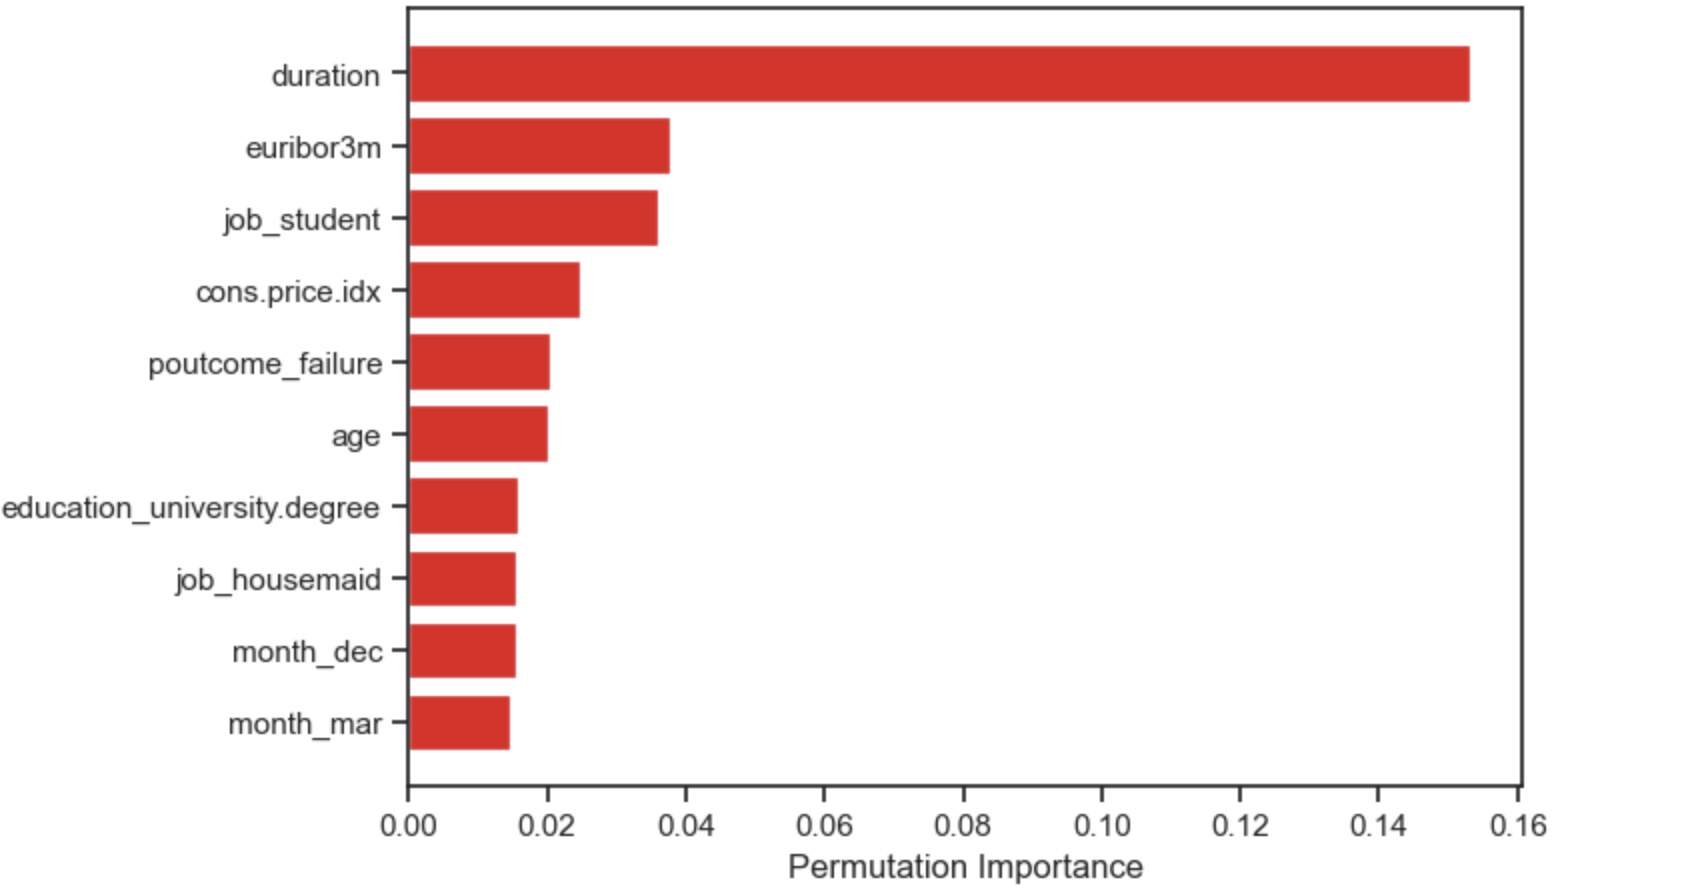 duration
euribor3m
job_student
cons.price.idx
poutcome_failure
age
education_university.degree
job_housemaid
month_dec
month_mar
0.00 0.02 0.04 0.06 0.08 0.10 0.12 0.14 0.16
Permutation Importance